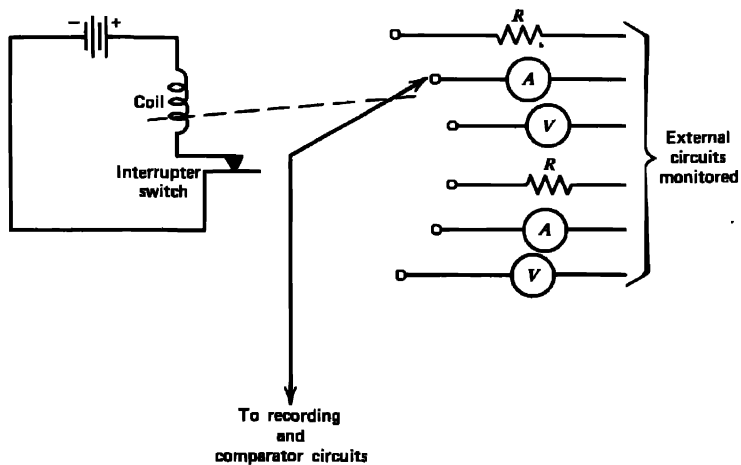 − +
Coil
Interrupter
switch
R
A
V
R
A
V
External
circuits
monitored
To recording
and
comparator circuits